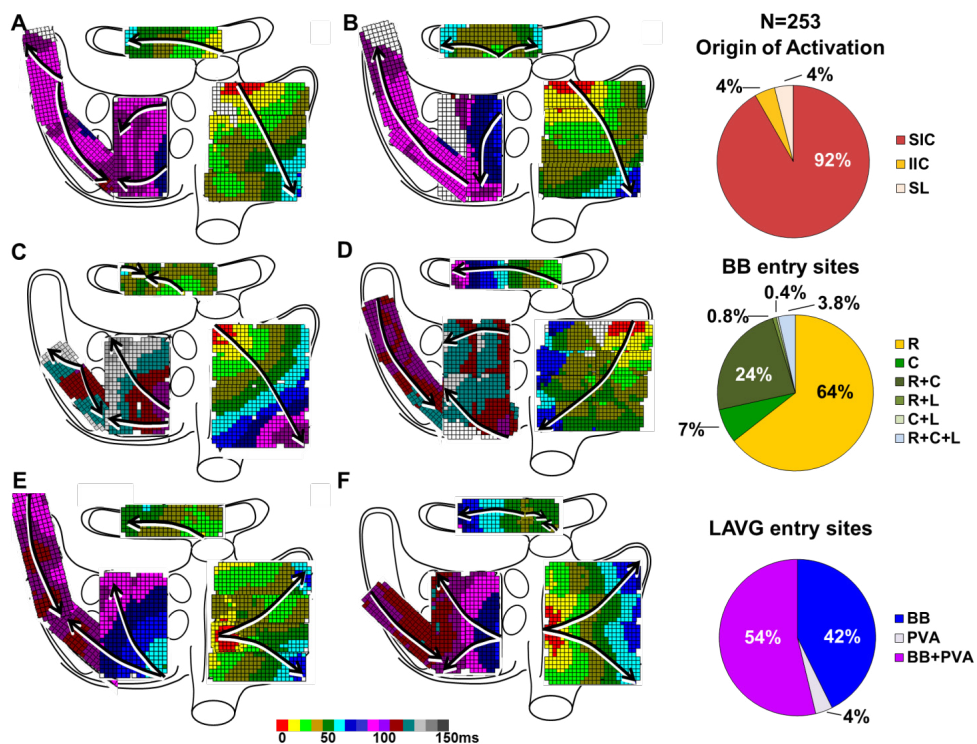 A
B
N=253
Origin of Activation
4%
4%
92%
SIC
IIC
SL
C
D
BB entry sites
0.8%
0.4%
3.8%
24%
64%
7%
R
C
R+C
R+L
C+L
R+C+L
E
F
LAVG entry sites
54%
42%
4%
BB
PVA
BB+PVA
0 50 100 150ms